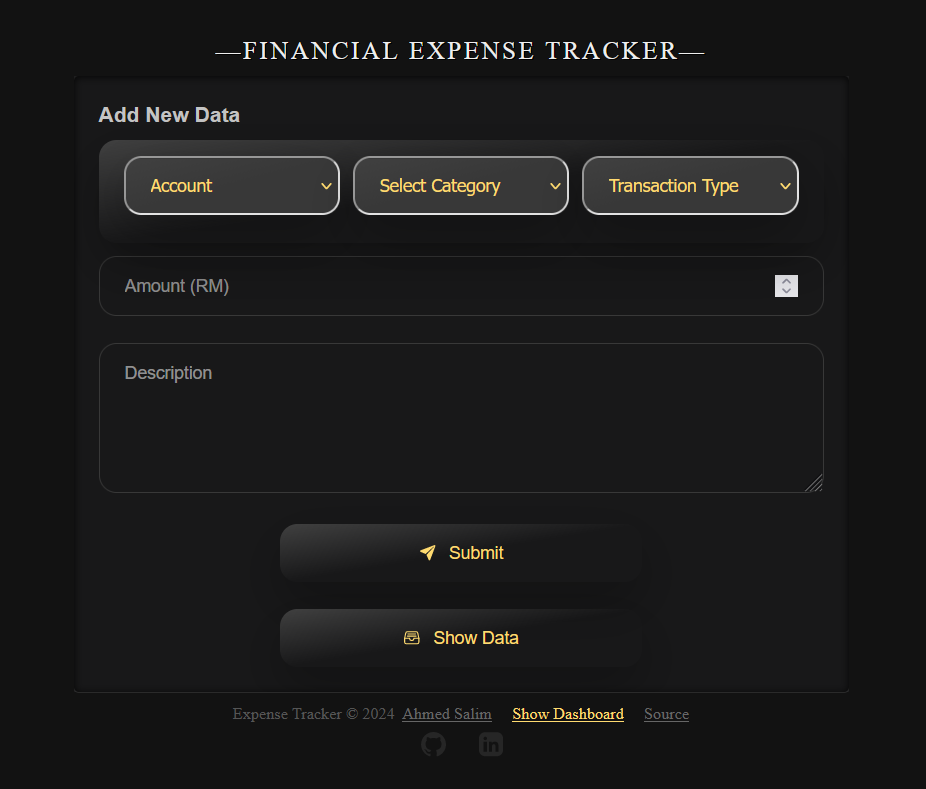 —FINANCIAL EXPENSE TRACKER—
Add New Data
Account Select Category Transaction Type
Amount (RM)
Description
Submit
Show Data
Expense Tracker © 2024 Ahmed Salim Show Dashboard Source
in